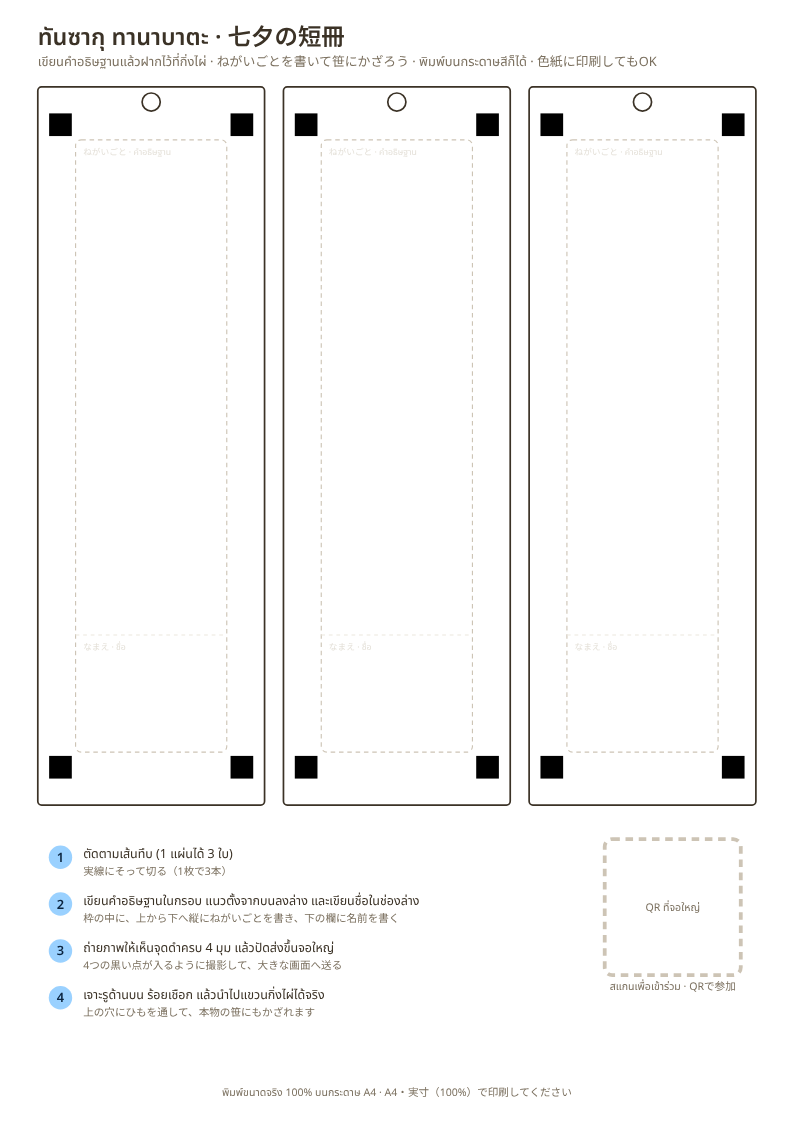 ทันซากุ ทานาบาตะ · 七夕の短冊
เขียนคำอธิษฐานแล้วฝากไว้ที่กิ่งไผ่ · ねがいごとを書いて笹にかざろう · พิมพ์บนกระดาษสีก็ได้ · 色紙に印刷してもOK
ねがいごと · คำอธิษฐาน
ねがいごと · คำอธิษฐาน
ねがいごと · คำอธิษฐาน
なまえ · ชื่อ
なまえ · ชื่อ
なまえ · ชื่อ
1 ตัดตามเส้นทึบ (1 แผ่นได้ 3 ใบ)
実線にそって切る（1枚で3本）
2 เขียนคำอธิษฐานในกรอบ แนวตั้งจากบนลงล่าง และเขียนชื่อในช่องล่าง
枠の中に、上から下へ縦にねがいごとを書き、下の欄に名前を書く
3 ถ่ายภาพให้เห็นจุดดำครบ 4 มุม แล้วปัดส่งขึ้นจอใหญ่
4つの黒い点が入るように撮影して、大きな画面へ送る
4 เจาะรูด้านบน ร้อยเชือก แล้วนำไปแขวนกิ่งไผ่ได้จริง
上の穴にひもを通して、本物の笹にもかざれます
QR ที่จอใหญ่
สแกนเพื่อเข้าร่วม · QRで参加
พิมพ์ขนาดจริง 100% บนกระดาษ A4 · A4・実寸（100%）で印刷してください